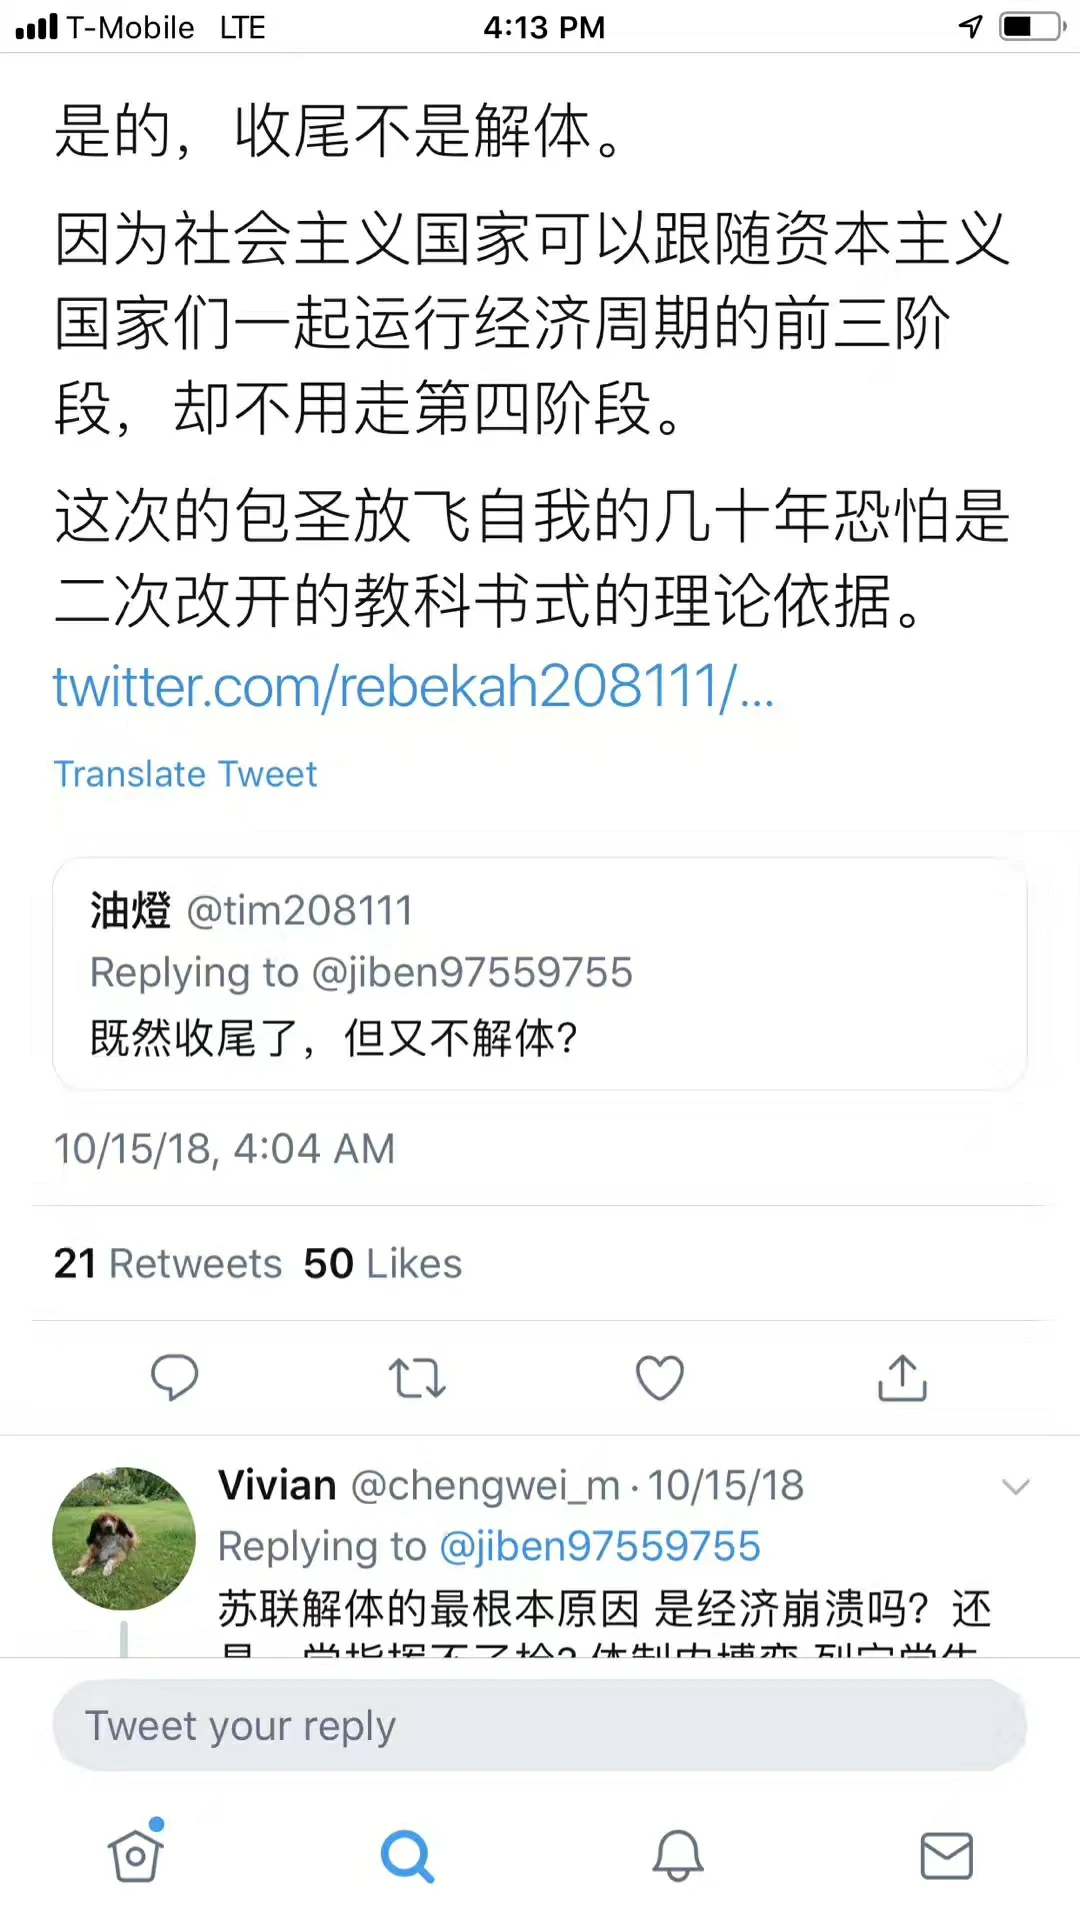 T-Mobile LTE 4:13 PM
是的，收尾不是解体。
因为社会主义国家可以跟随资本主义
国家们一起运行经济周期的前三阶
段，却不用走第四阶段。
这次的包圣放飞自我的几十年恐怕是
二次改开的教科书式的理论依据。
twitter.com/rebekah208111/...
Translate Tweet
油燈 @tim208111
Replying to @jiben97559755
既然收尾了，但又不解体？
10/15/18, 4:04 AM
21 Retweets 50 Likes
Vivian @chengwei_m · 10/15/18
Replying to @jiben97559755
苏联解体的最根本原因 是经济崩溃吗？还
Tweet your reply